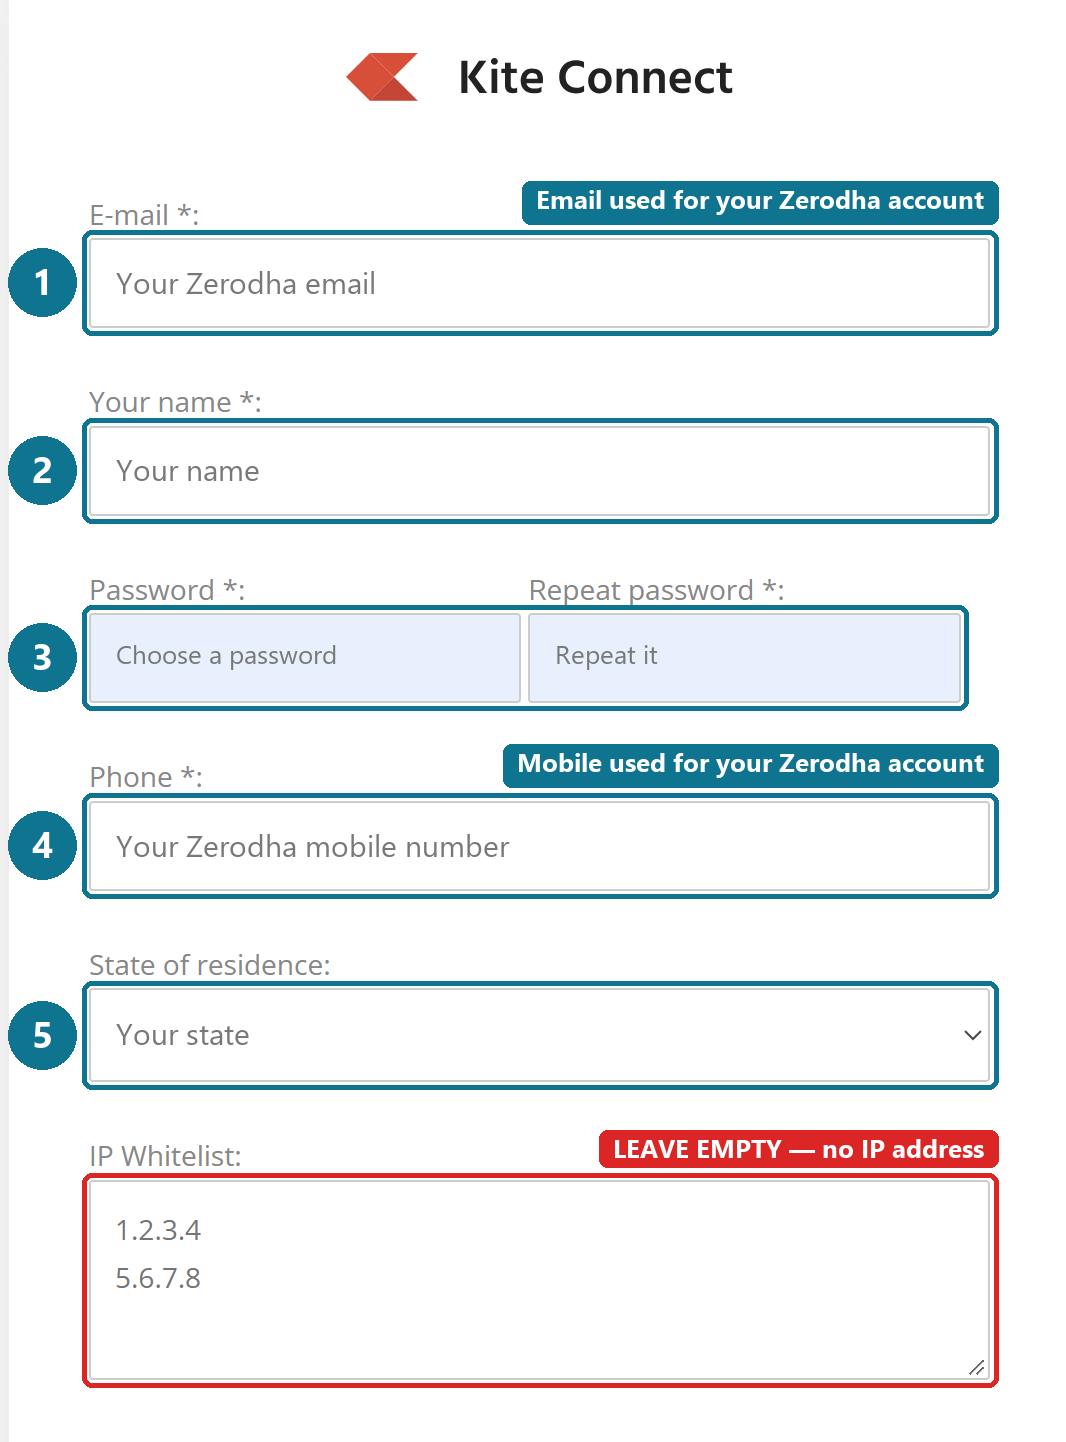 Kite Connect
E-mail *:
Email used for your Zerodha account
1
Your Zerodha email
Your name *:
2
Your name
Password *:
Repeat password *:
3
Choose a password
Repeat it
Phone *:
Mobile used for your Zerodha account
4
Your Zerodha mobile number
State of residence:
5
Your state
IP Whitelist:
LEAVE EMPTY — no IP address
1.2.3.4
5.6.7.8